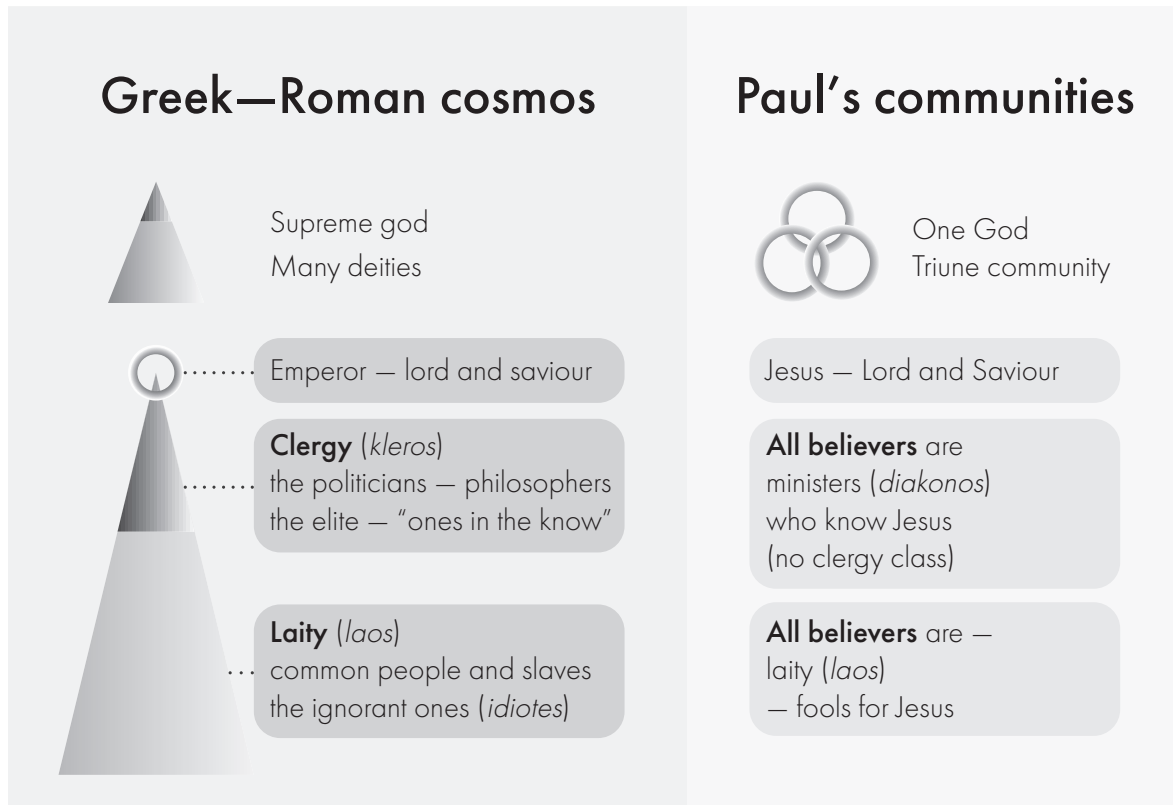 Greek—Roman cosmos
Supreme god
Many deities
Emperor — lord and saviour
Clergy (kleros)
the politicians — philosophers
the elite — “ones in the know”
Laity (laos)
common people and slaves
the ignorant ones (idiotes)
Paul’s communities
One God
Triune community
Jesus — Lord and Saviour
All believers are
ministers (diakonos)
who know Jesus
(no clergy class)
All believers are —
laity (laos)
— fools for Jesus